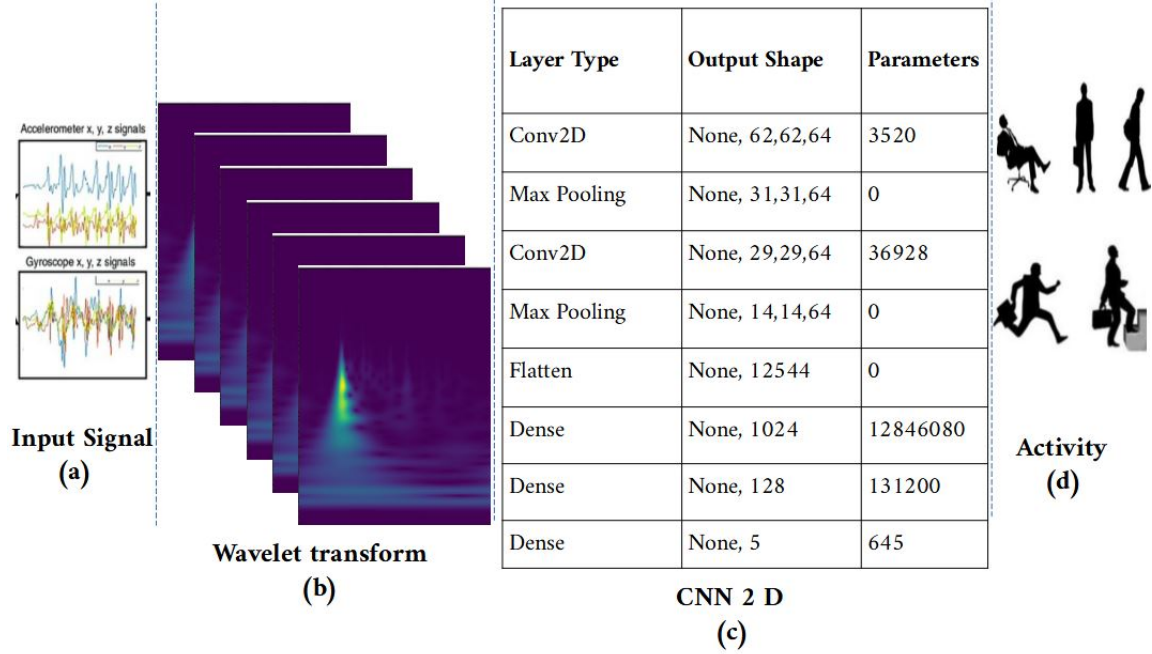 Accelerometer x, y, z signals
Gyroscope x, y, z signals
Input Signal
(a)
Wavelet transform
(b)
Layer Type Output Shape Parameters
Conv2D None, 62,62,64 3520
Max Pooling None, 31,31,64 0
Conv2D None, 29,29,64 36928
Max Pooling None, 14,14,64 0
Flatten None, 12544 0
Dense None, 1024 12846080
Dense None, 128 131200
Dense None, 5 645
CNN 2 D
(c)
Activity
(d)